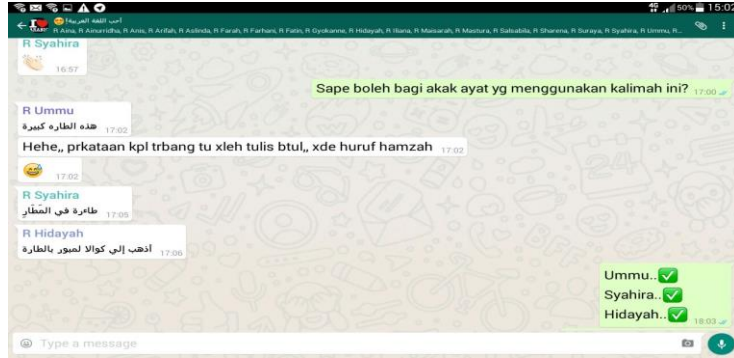 4G 50% 15:02
أحب اللغة العربية!
R Aina, R Ainurridha, R Anis, R Arifah, R Aslinda, R Farah, R Farhani, R Fatin, R Gyokanne, R Hidayah, R Iliana, R Maisarah, R Mastura, R Salsabila, R Sharena, R Suraya, R Syahira, R Ummu, R...
R Syahira
16:57
Sape boleh bagi akak ayat yg menggunakan kalimah ini? 17:00
R Ummu
هذه الطاره كبيرة 17:02
Hehe,, prkataan kpl trbang tu xleh tulis btul,, xde huruf hamzah 17:02
17:02
R Syahira
طاءرة في المَطَارِ 17:05
R Hidayah
أذهب إلي كوالا لمبور بالطارة 17:06
Ummu..✅
Syahira..✅
Hidayah..✅ 18:03
Type a message